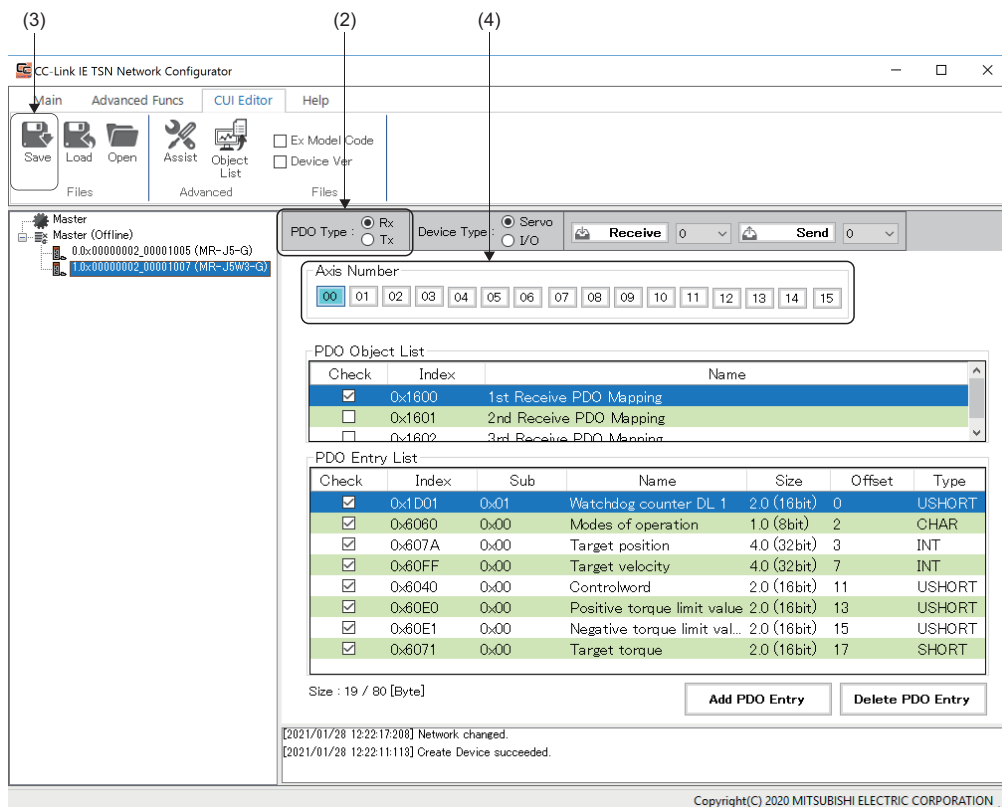 (3) (2) (4)
CC-Link IE TSN Network Configurator
Main Advanced Funcs CUI Editor Help
Save Load Open Assist Object List
Ex Model Code
Device Ver
Files Advanced Files
Master
Master (Offline)
0.0x00000002_00001005 (MR-J5-G)
1.0x00000002_00001007 (MR-J5W3-G)
PDO Type : Rx Tx Device Type : Servo I/O Receive 0 Send 0
Axis Number
00 01 02 03 04 05 06 07 08 09 10 11 12 13 14 15
PDO Object List
Check Index Name
0x1600 1st Receive PDO Mapping
0x1601 2nd Receive PDO Mapping
0x1602 3rd Receive PDO Mapping
PDO Entry List
Check Index Sub Name Size Offset Type
0x1D01 0x01 Watchdog counter DL 1 2.0 (16bit) 0 USHORT
0x6060 0x00 Modes of operation 1.0 (8bit) 2 CHAR
0x607A 0x00 Target position 4.0 (32bit) 3 INT
0x60FF 0x00 Target velocity 4.0 (32bit) 7 INT
0x6040 0x00 Controlword 2.0 (16bit) 11 USHORT
0x60E0 0x00 Positive torque limit value 2.0 (16bit) 13 USHORT
0x60E1 0x00 Negative torque limit val... 2.0 (16bit) 15 USHORT
0x6071 0x00 Target torque 2.0 (16bit) 17 SHORT
Size : 19 / 80 [Byte]
Add PDO Entry Delete PDO Entry
[2021/01/28 12:22:17:208] Network changed.
[2021/01/28 12:22:11:113] Create Device succeeded.
Copyright(C) 2020 MITSUBISHI ELECTRIC CORPORATION